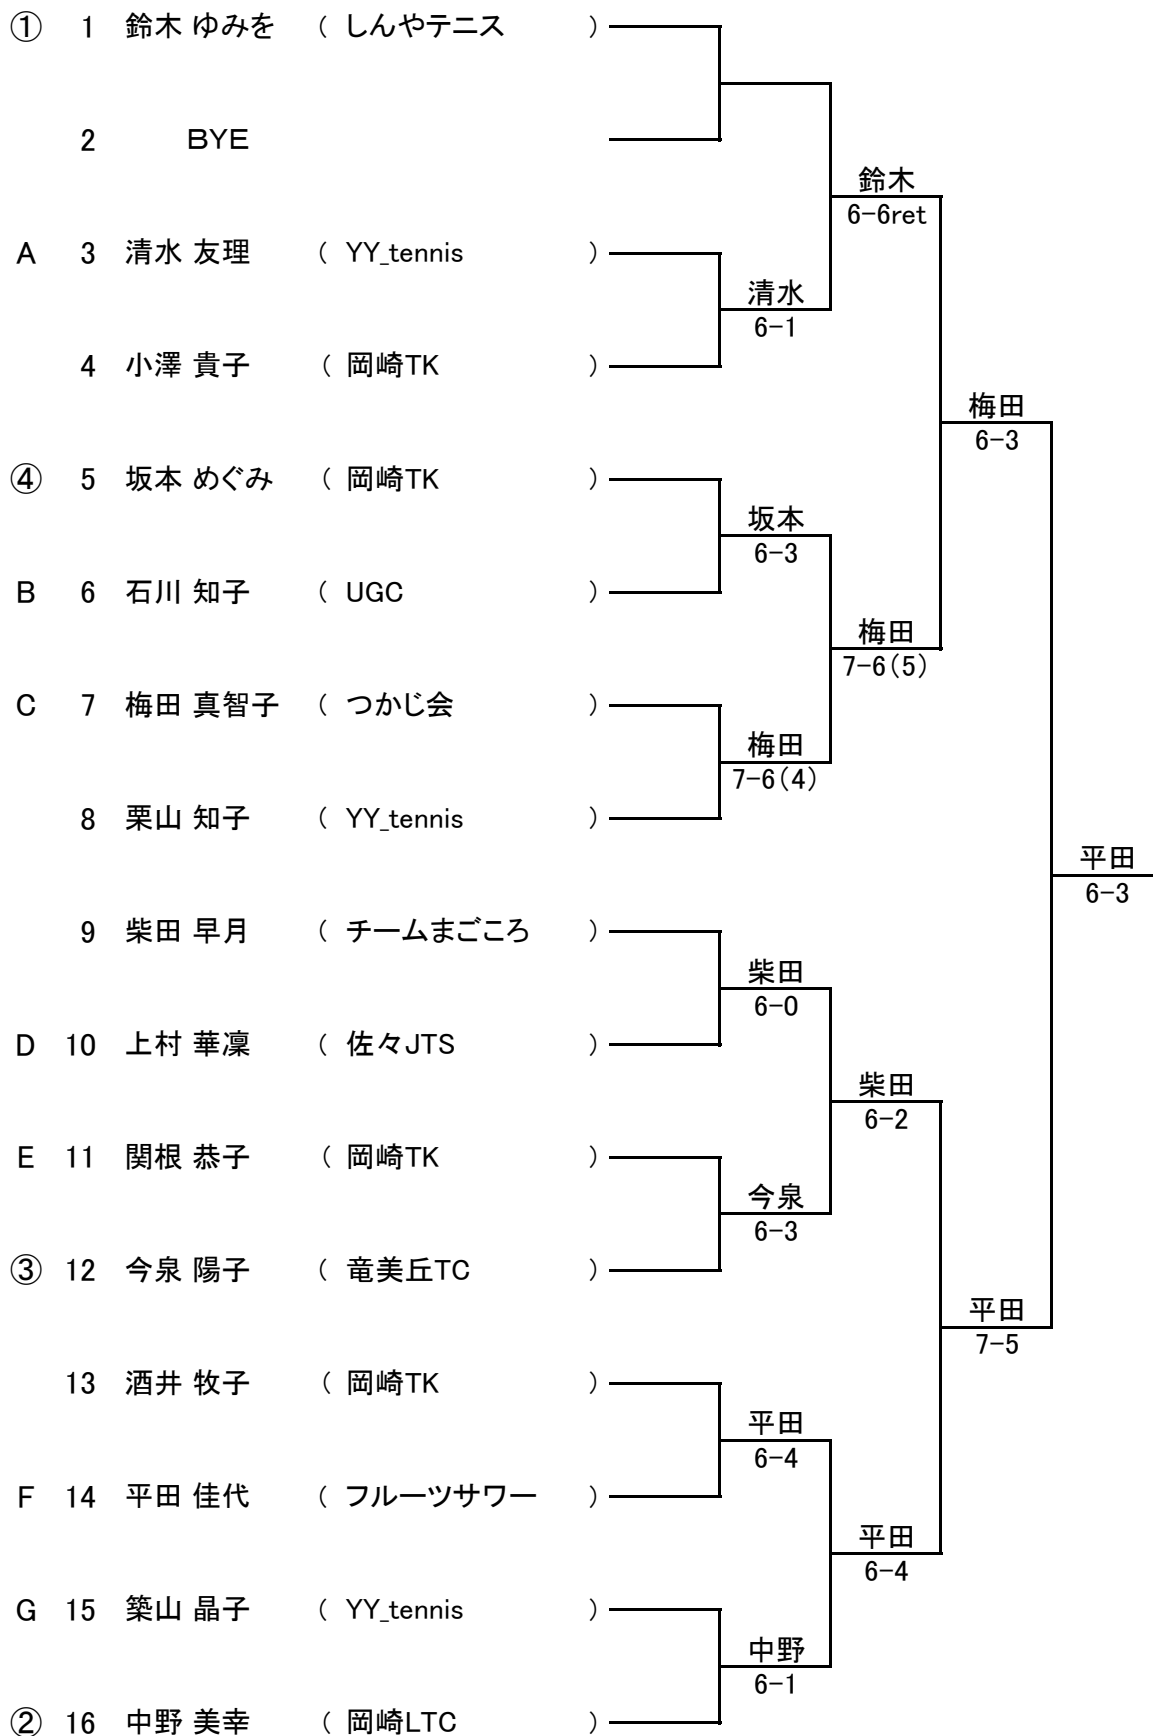 ① 1 鈴木 ゆみを ( しんやテニス )
2 BYE
鈴木
6-6ret
A 3 清水 友理 ( YY_tennis )
清水
6-1
4 小澤 貴子 ( 岡崎TK )
梅田
6-3
④ 5 坂本 めぐみ ( 岡崎TK )
坂本
6-3
B 6 石川 知子 ( UGC )
梅田
7-6(5)
C 7 梅田 真智子 ( つかじ会 )
梅田
7-6(4)
8 栗山 知子 ( YY_tennis )
平田
6-3
9 柴田 早月 ( チームまごころ )
柴田
6-0
D 10 上村 華凜 ( 佐々JTS )
柴田
6-2
E 11 関根 恭子 ( 岡崎TK )
今泉
6-3
③ 12 今泉 陽子 ( 竜美丘TC )
平田
7-5
13 酒井 牧子 ( 岡崎TK )
平田
6-4
F 14 平田 佳代 ( フルーツサワー )
平田
6-4
G 15 築山 晶子 ( YY_tennis )
中野
6-1
② 16 中野 美幸 ( 岡崎LTC )